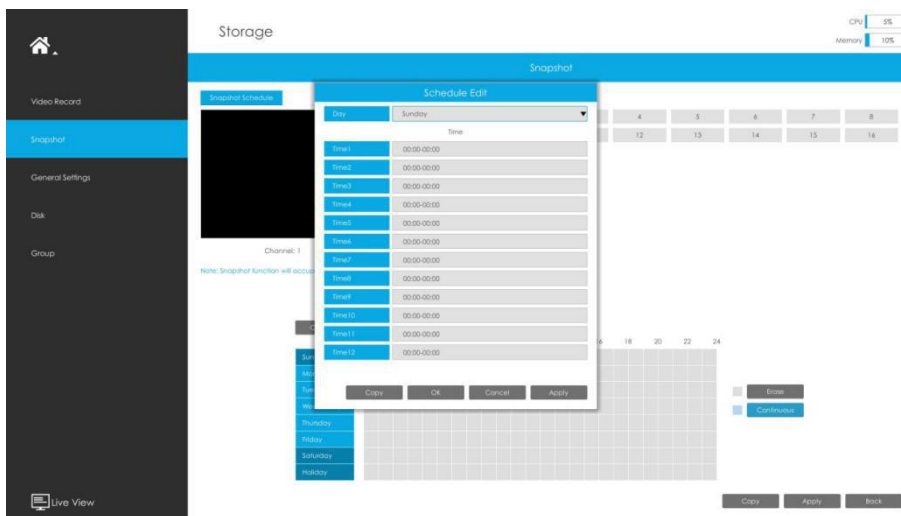 Storage
CPU 5%
Memory 10%
Snapshot
Video Record
Snapshot
General Settings
Disk
Group
Live View
Snapshot Schedule
Channel: 1
Note: Snapshot function will occup
4 5 6 7 8
12 13 14 15 16
Schedule Edit
Day Sunday
Time
Time1 00:00-00:00
Time2 00:00-00:00
Time3 00:00-00:00
Time4 00:00-00:00
Time5 00:00-00:00
Time6 00:00-00:00
Time7 00:00-00:00
Time8 00:00-00:00
Time9 00:00-00:00
Time10 00:00-00:00
Time11 00:00-00:00
Time12 00:00-00:00
Copy OK Cancel Apply
18 20 22 24
Thursday
Friday
Saturday
Holiday
Erase
Continuous
Copy Apply Back